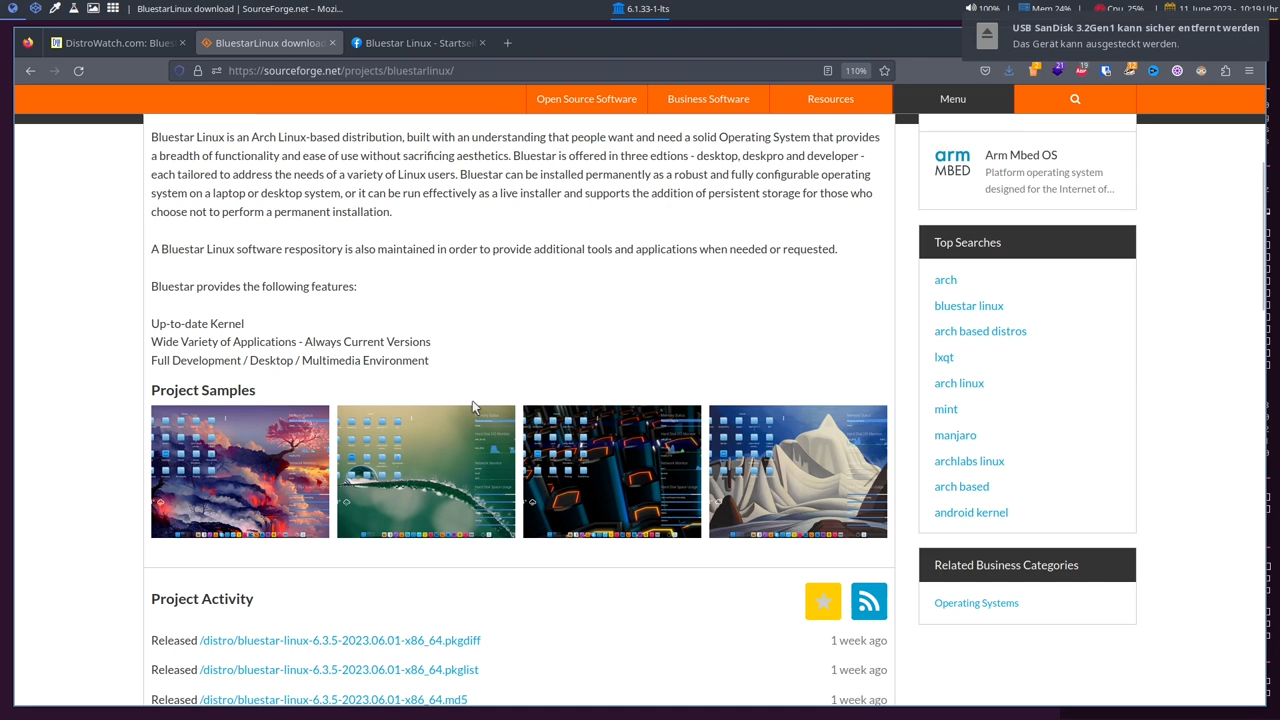 BluestarLinux download | SourceForge.net – Mozi...
6.1.33-1-lts
100%
Mem 24%
Cpu: 25%
11 June 2023 - 10:19 Uhr
DistroWatch.com: Blues
BluestarLinux download
Bluestar Linux - Startsei
USB SanDisk 3.2Gen1 kann sicher entfernt werden
Das Gerät kann ausgesteckt werden.
https://sourceforge.net/projects/bluestarlinux/
110%
21
19
12
Open Source Software
Business Software
Resources
Menu
Bluestar Linux is an Arch Linux-based distribution, built with an understanding that people want and need a solid Operating System that provides
a breadth of functionality and ease of use without sacrificing aesthetics. Bluestar is offered in three edtions - desktop, deskpro and developer -
each tailored to address the needs of a variety of Linux users. Bluestar can be installed permanently as a robust and fully configurable operating
system on a laptop or desktop system, or it can be run effectively as a live installer and supports the addition of persistent storage for those who
choose not to perform a permanent installation.
A Bluestar Linux software respository is also maintained in order to provide additional tools and applications when needed or requested.
Bluestar provides the following features:
Up-to-date Kernel
Wide Variety of Applications - Always Current Versions
Full Development / Desktop / Multimedia Environment
Project Samples
Project Activity
Released /distro/bluestar-linux-6.3.5-2023.06.01-x86_64.pkgdiff
1 week ago
Released /distro/bluestar-linux-6.3.5-2023.06.01-x86_64.pkglist
1 week ago
Released /distro/bluestar-linux-6.3.5-2023.06.01-x86_64.md5
1 week ago
arm
MBED
Arm Mbed OS
Platform operating system
designed for the Internet of...
Top Searches
arch
bluestar linux
arch based distros
lxqt
arch linux
mint
manjaro
archlabs linux
arch based
android kernel
Related Business Categories
Operating Systems